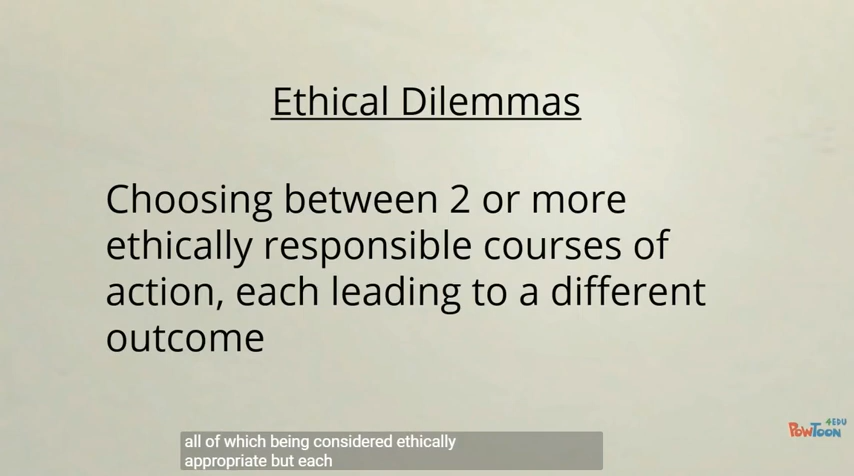 Ethical Dilemmas
Choosing between 2 or more
ethically responsible courses of
action, each leading to a different
outcome
all of which being considered ethically
appropriate but each
4EDU
PowToon